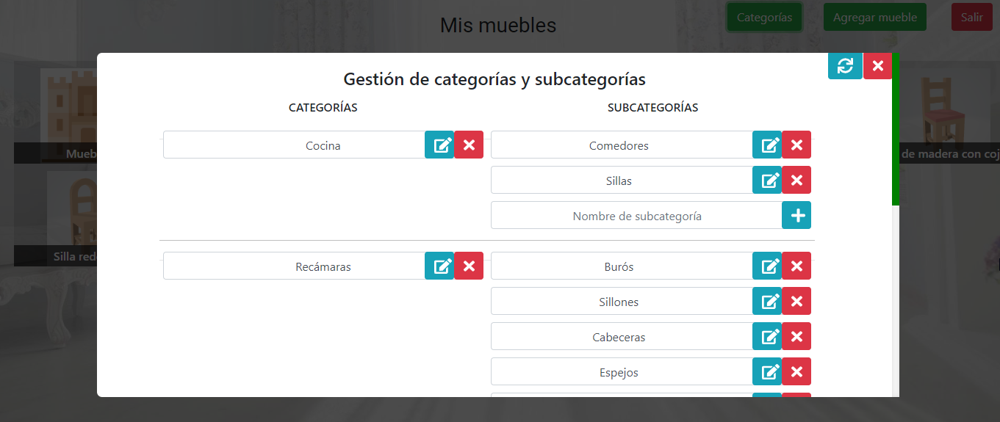 Mis muebles
Categorías
Agregar mueble
Salir
Gestión de categorías y subcategorías
CATEGORÍAS
SUBCATEGORÍAS
Cocina
Comedores
Sillas
Nombre de subcategoría
Recámaras
Burós
Sillones
Cabeceras
Espejos
de madera con coj
Silla red